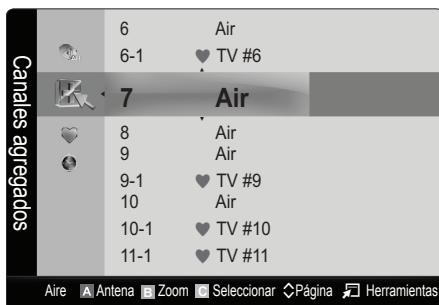 Canales agregados
6 Air
6-1 ♥ TV #6
7 Air
8 Air
9 Air
9-1 ♥ TV #9
10 Air
10-1 ♥ TV #10
11-1 ♥ TV #11
Aire A Antena B Zoom C Seleccionar Página Herramientas